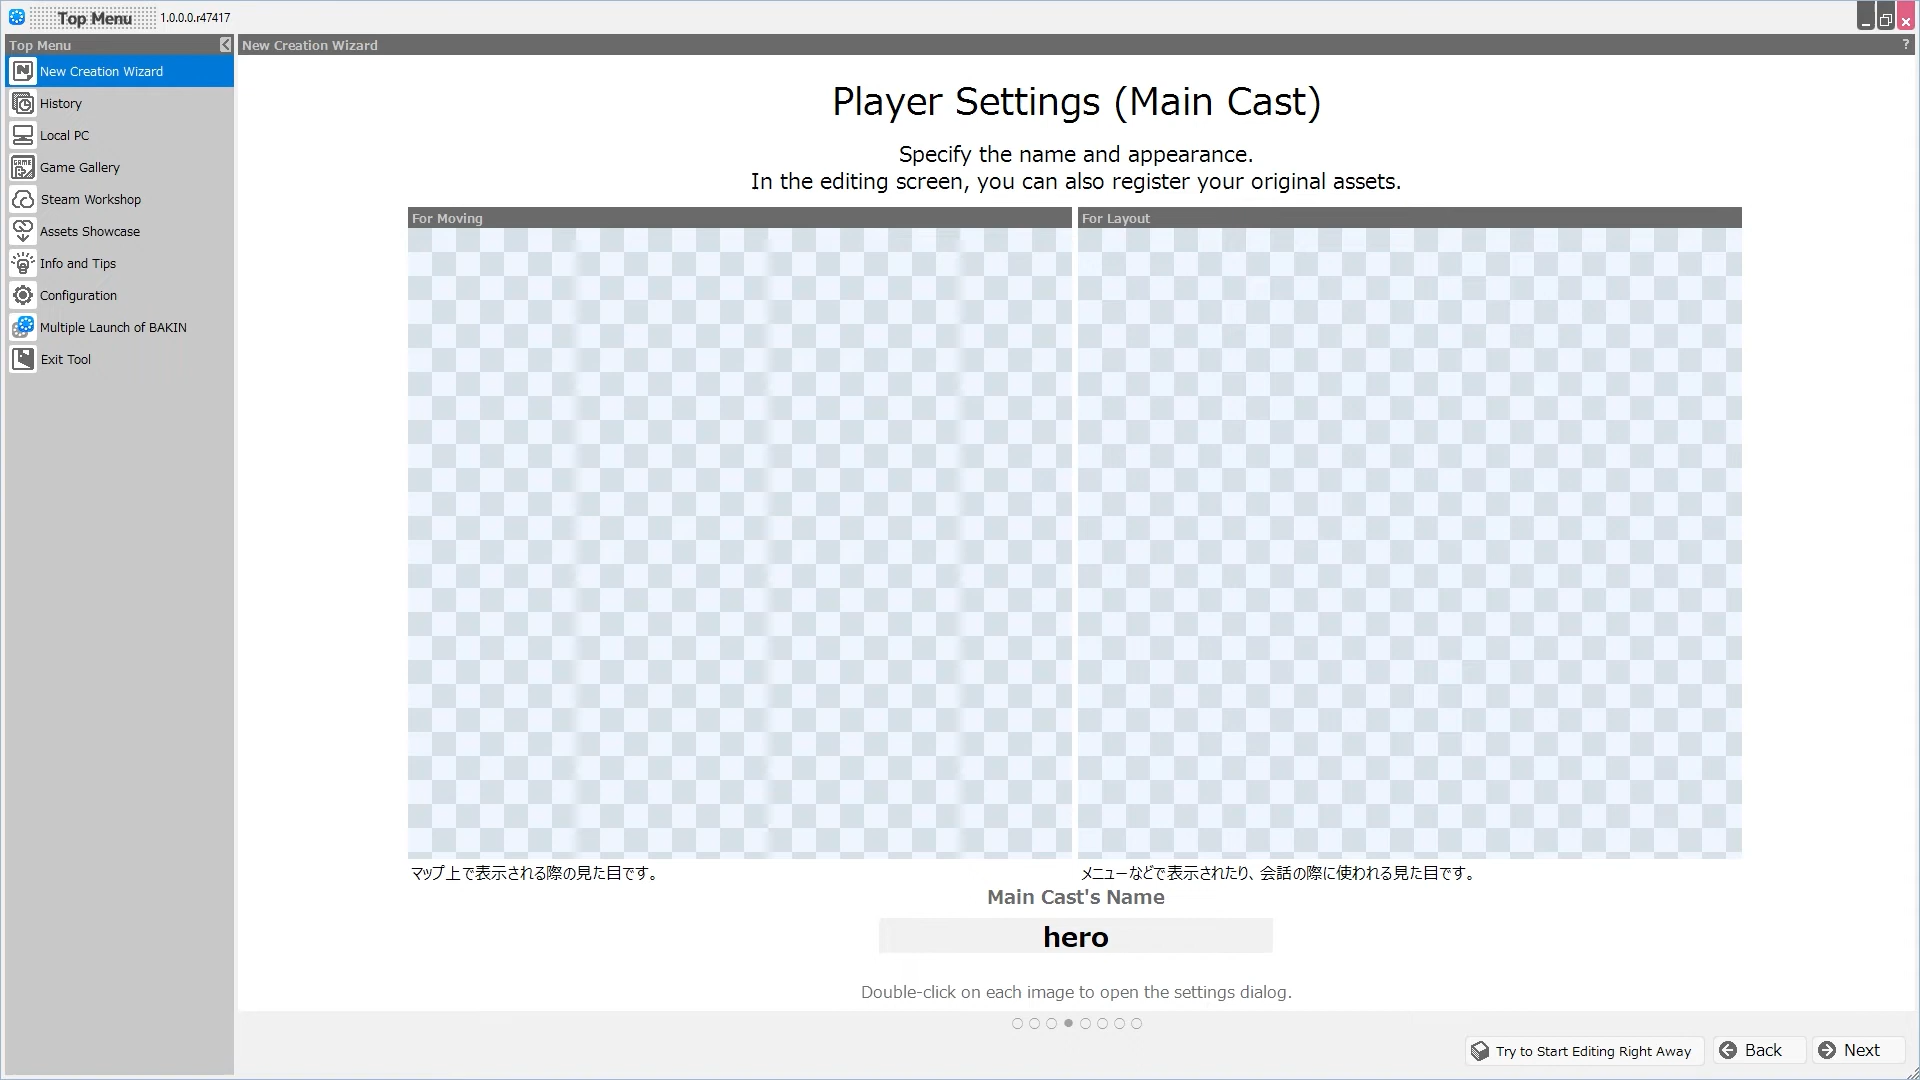 Top Menu 1.0.0.0.r47417
Top Menu
New Creation Wizard
History
Local PC
Game Gallery
Steam Workshop
Assets Showcase
Info and Tips
Configuration
Multiple Launch of BAKIN
Exit Tool
New Creation Wizard ?
Player Settings (Main Cast)
Specify the name and appearance.
In the editing screen, you can also register your original assets.
For Moving
For Layout
マップ上で表示される際の見た目です。
メニューなどで表示されたり、会話の際に使われる見た目です。
Main Cast's Name
hero
Double-click on each image to open the settings dialog.
Try to Start Editing Right Away
Back
Next